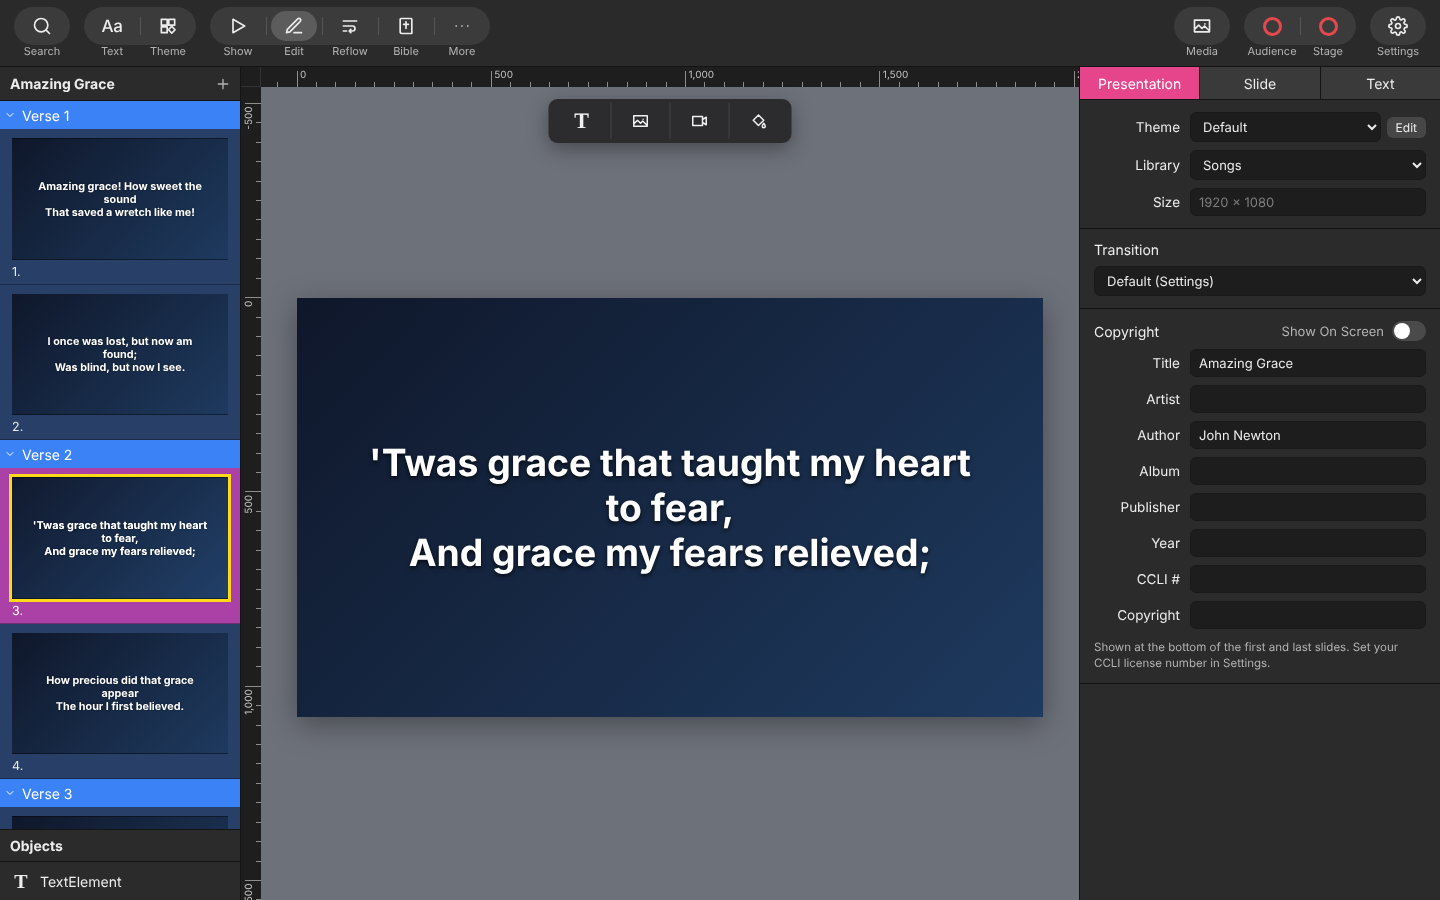 Aa
Search
Text
Theme
Show
Edit
Reflow
Bible
More
Media
Audience
Stage
Settings
Amazing Grace
Verse 1
Amazing grace! How sweet the
sound
That saved a wretch like me!
1.
I once was lost, but now am
found;
Was blind, but now I see.
2.
Verse 2
'Twas grace that taught my heart
to fear,
And grace my fears relieved;
3.
How precious did that grace
appear
The hour I first believed.
4.
Verse 3
Objects
T TextElement
0 500 1,000 1,500
-500
0
500
1,000
T
'Twas grace that taught my heart
to fear,
And grace my fears relieved;
Presentation
Slide
Text
Theme Default Edit
Library Songs
Size 1920 × 1080
Transition
Default (Settings)
Copyright Show On Screen
Title Amazing Grace
Artist
Author John Newton
Album
Publisher
Year
CCLI #
Copyright
Shown at the bottom of the first and last slides. Set your
CCLI license number in Settings.